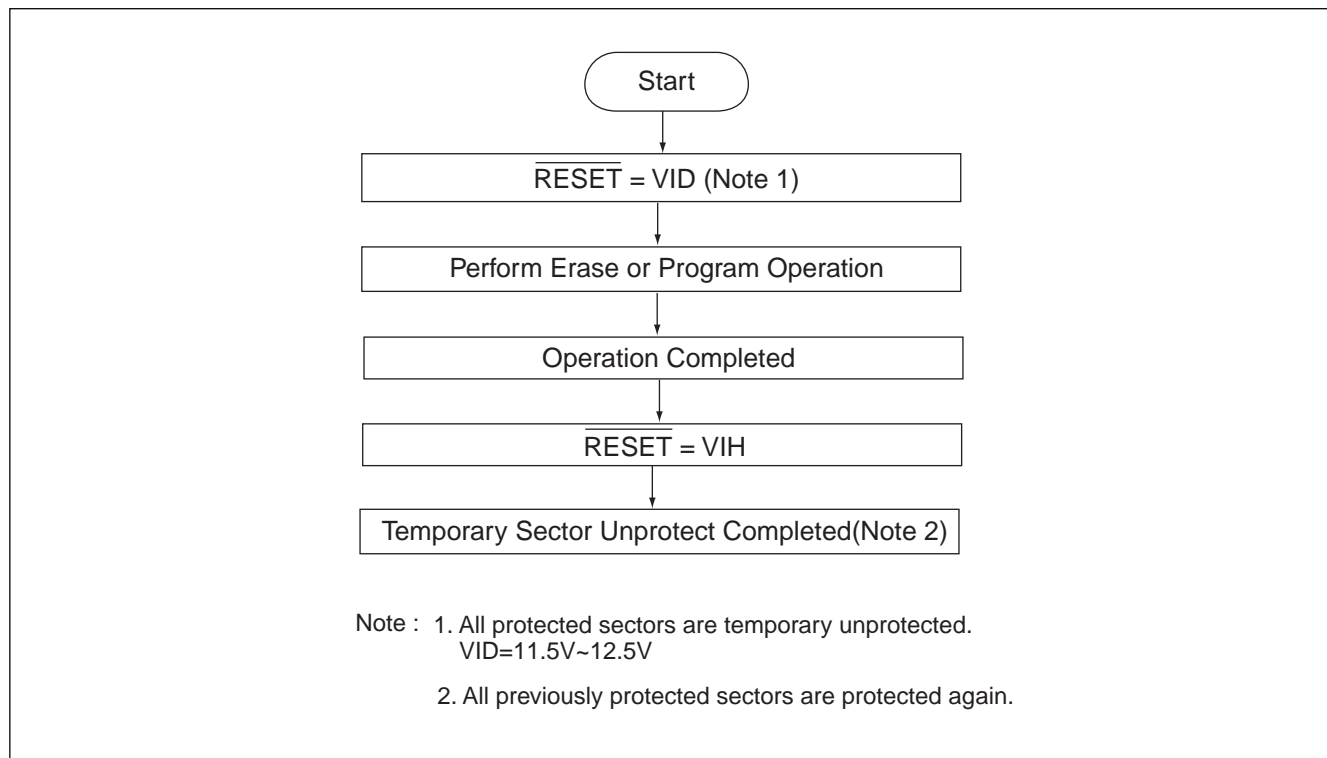 Start
RESET = VID (Note 1)
Perform Erase or Program Operation
Operation Completed
RESET = VIH
Temporary Sector Unprotect Completed(Note 2)
Note : 1. All protected sectors are temporary unprotected.
VID=11.5V~12.5V
2. All previously protected sectors are protected again.